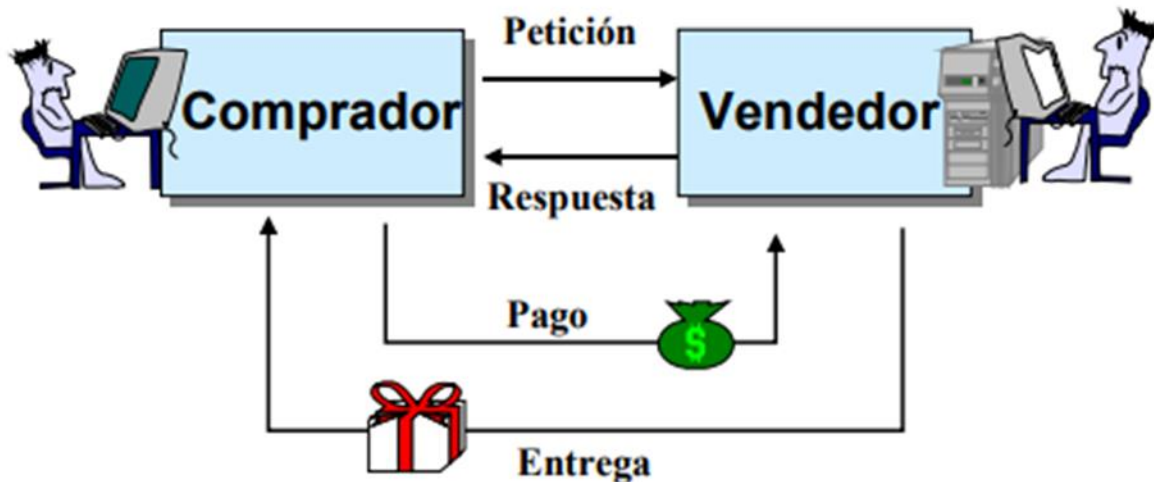 Petición
Comprador
Vendedor
Respuesta
Pago
$
Entrega